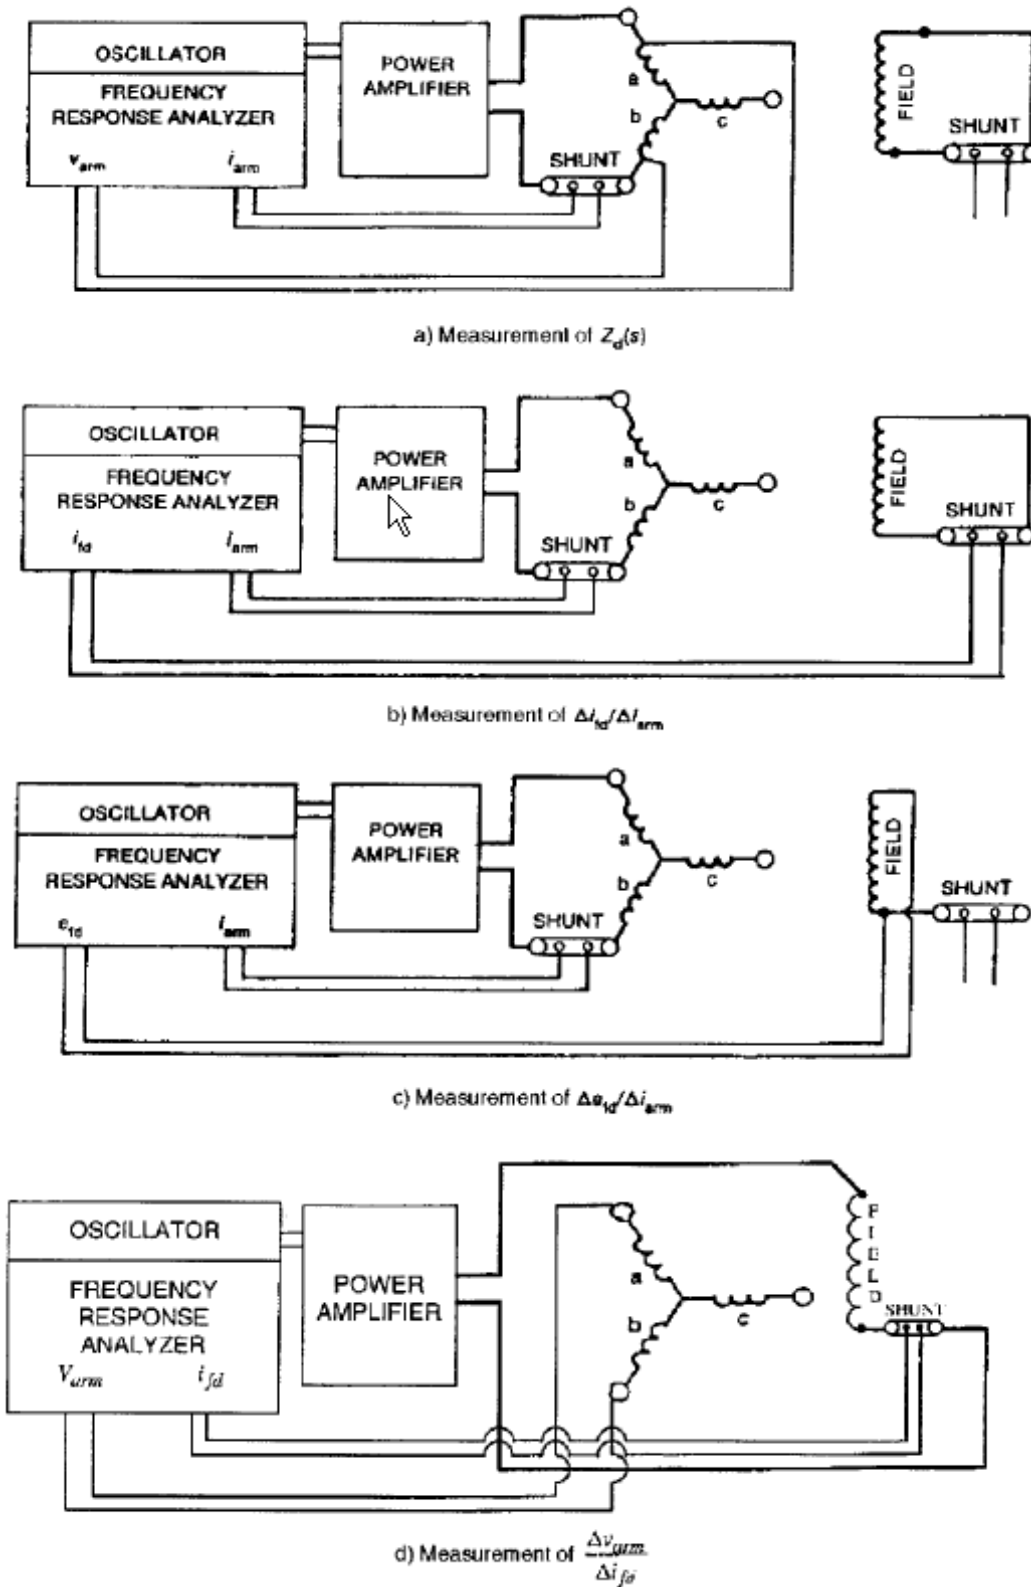 OSCILLATOR
FREQUENCY
RESPONSE ANALYZER
v_arm i_arm
POWER
AMPLIFIER
a
b
c
SHUNT
FIELD
SHUNT
a) Measurement of Z_d(s)
OSCILLATOR
FREQUENCY
RESPONSE ANALYZER
i_fd i_arm
POWER
AMPLIFIER
a
b
c
SHUNT
FIELD
SHUNT
b) Measurement of Δi_fd/Δi_arm
OSCILLATOR
FREQUENCY
RESPONSE ANALYZER
e_fd i_arm
POWER
AMPLIFIER
a
b
c
SHUNT
FIELD
SHUNT
c) Measurement of Δe_fd/Δi_arm
OSCILLATOR
FREQUENCY
RESPONSE
ANALYZER
V_arm i_fd
POWER
AMPLIFIER
a
b
c
FIELD
SHUNT
d) Measurement of Δv_arm/Δi_fd